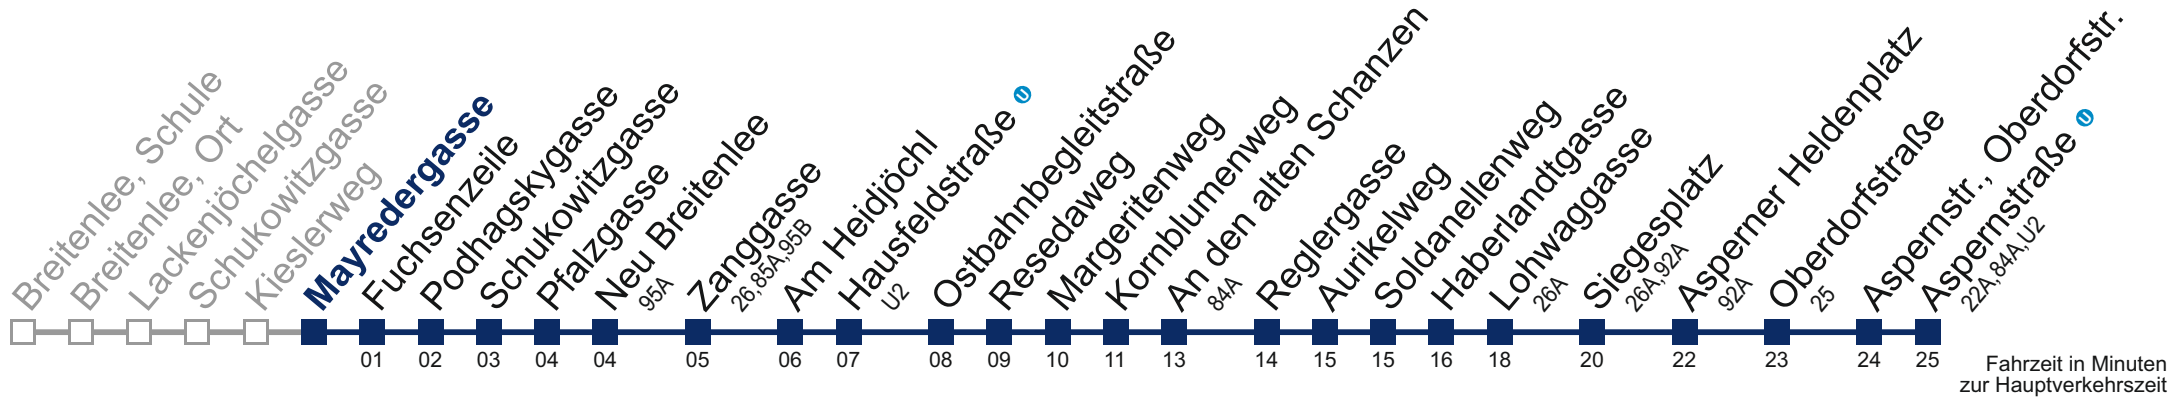 Breitenlee, Schule
Breitenlee, Ort
Lackenjöchelgasse
Schukowitzgasse
Kieslerweg
Mayredergasse
Fuchsenzeile
01
Podhagskygasse
02
Schukowitzgasse
03
Pfalzgasse
04
Neu Breitenlee
95A
04
Zanggasse
26,85A,95B
05
Am Heidjöchl
06
Hausfeldstraße U
U2
07
Ostbahnbegleitstraße
08
Resedaweg
09
Margeritenweg
10
Kornblumenweg
11
An den alten Schanzen
84A
13
Reglergasse
14
Aurikelweg
15
Soldanellenweg
15
Haberlandtgasse
16
Lohwaggasse
26A
18
Siegesplatz
26A,92A
20
Asperner Heldenplatz
92A
22
Oberdorfstraße
25
23
Aspernstr., Oberdorfstr.
24
Aspernstraße U
22A,84A,U2
25
Fahrzeit in Minuten
zur Hauptverkehrszeit